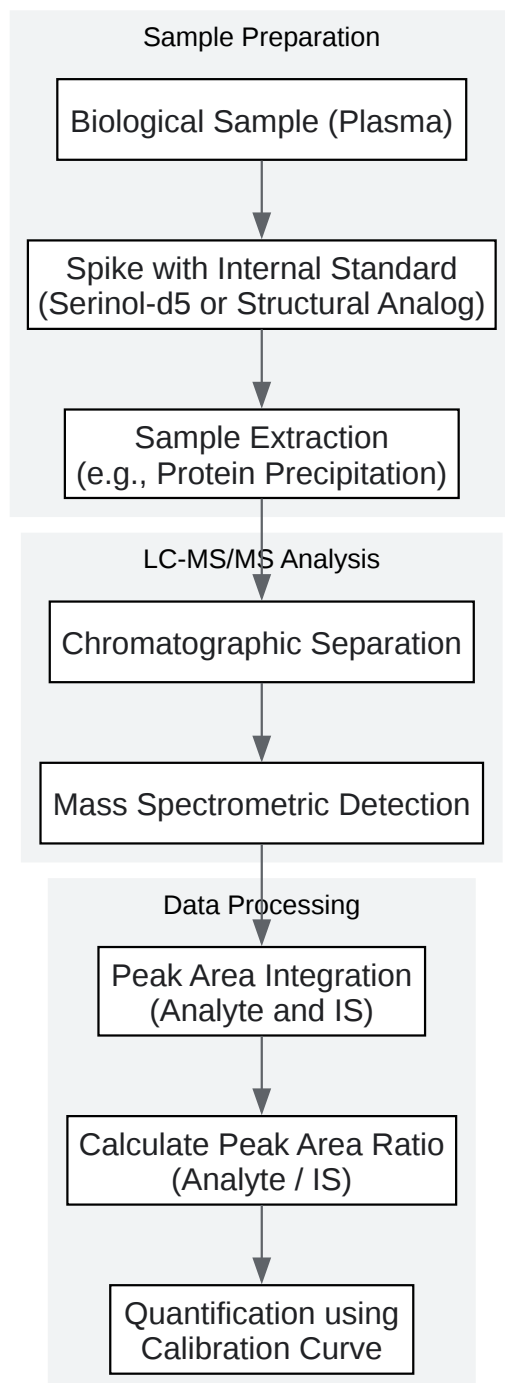 Sample Preparation
Biological Sample (Plasma)
Spike with Internal Standard
(Serinol-d5 or Structural Analog)
Sample Extraction
(e.g., Protein Precipitation)
LC-MS/MS Analysis
Chromatographic Separation
Mass Spectrometric Detection
Data Processing
Peak Area Integration
(Analyte and IS)
Calculate Peak Area Ratio
(Analyte / IS)
Quantification using
Calibration Curve